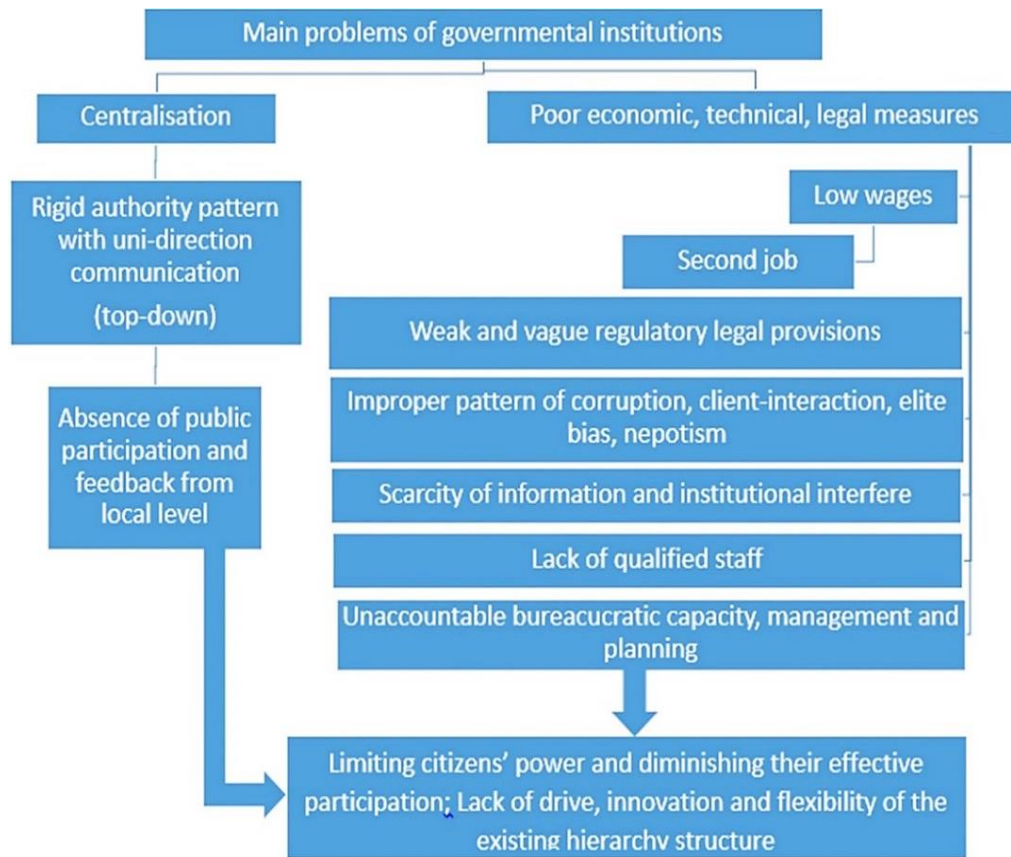 Main problems of governmental institutions
Centralisation
Poor economic, technical, legal measures
Rigid authority pattern
with uni-direction
communication
(top-down)
Absence of public
participation and
feedback from
local level
Low wages
Second job
Weak and vague regulatory legal provisions
Improper pattern of corruption, client-interaction, elite
bias, nepotism
Scarcity of information and institutional interfere
Lack of qualified staff
Unaccountable bureacucratic capacity, management and
planning
Limiting citizens’ power and diminishing their effective
participation; Lack of drive, innovation and flexibility of the
existing hierarchy structure